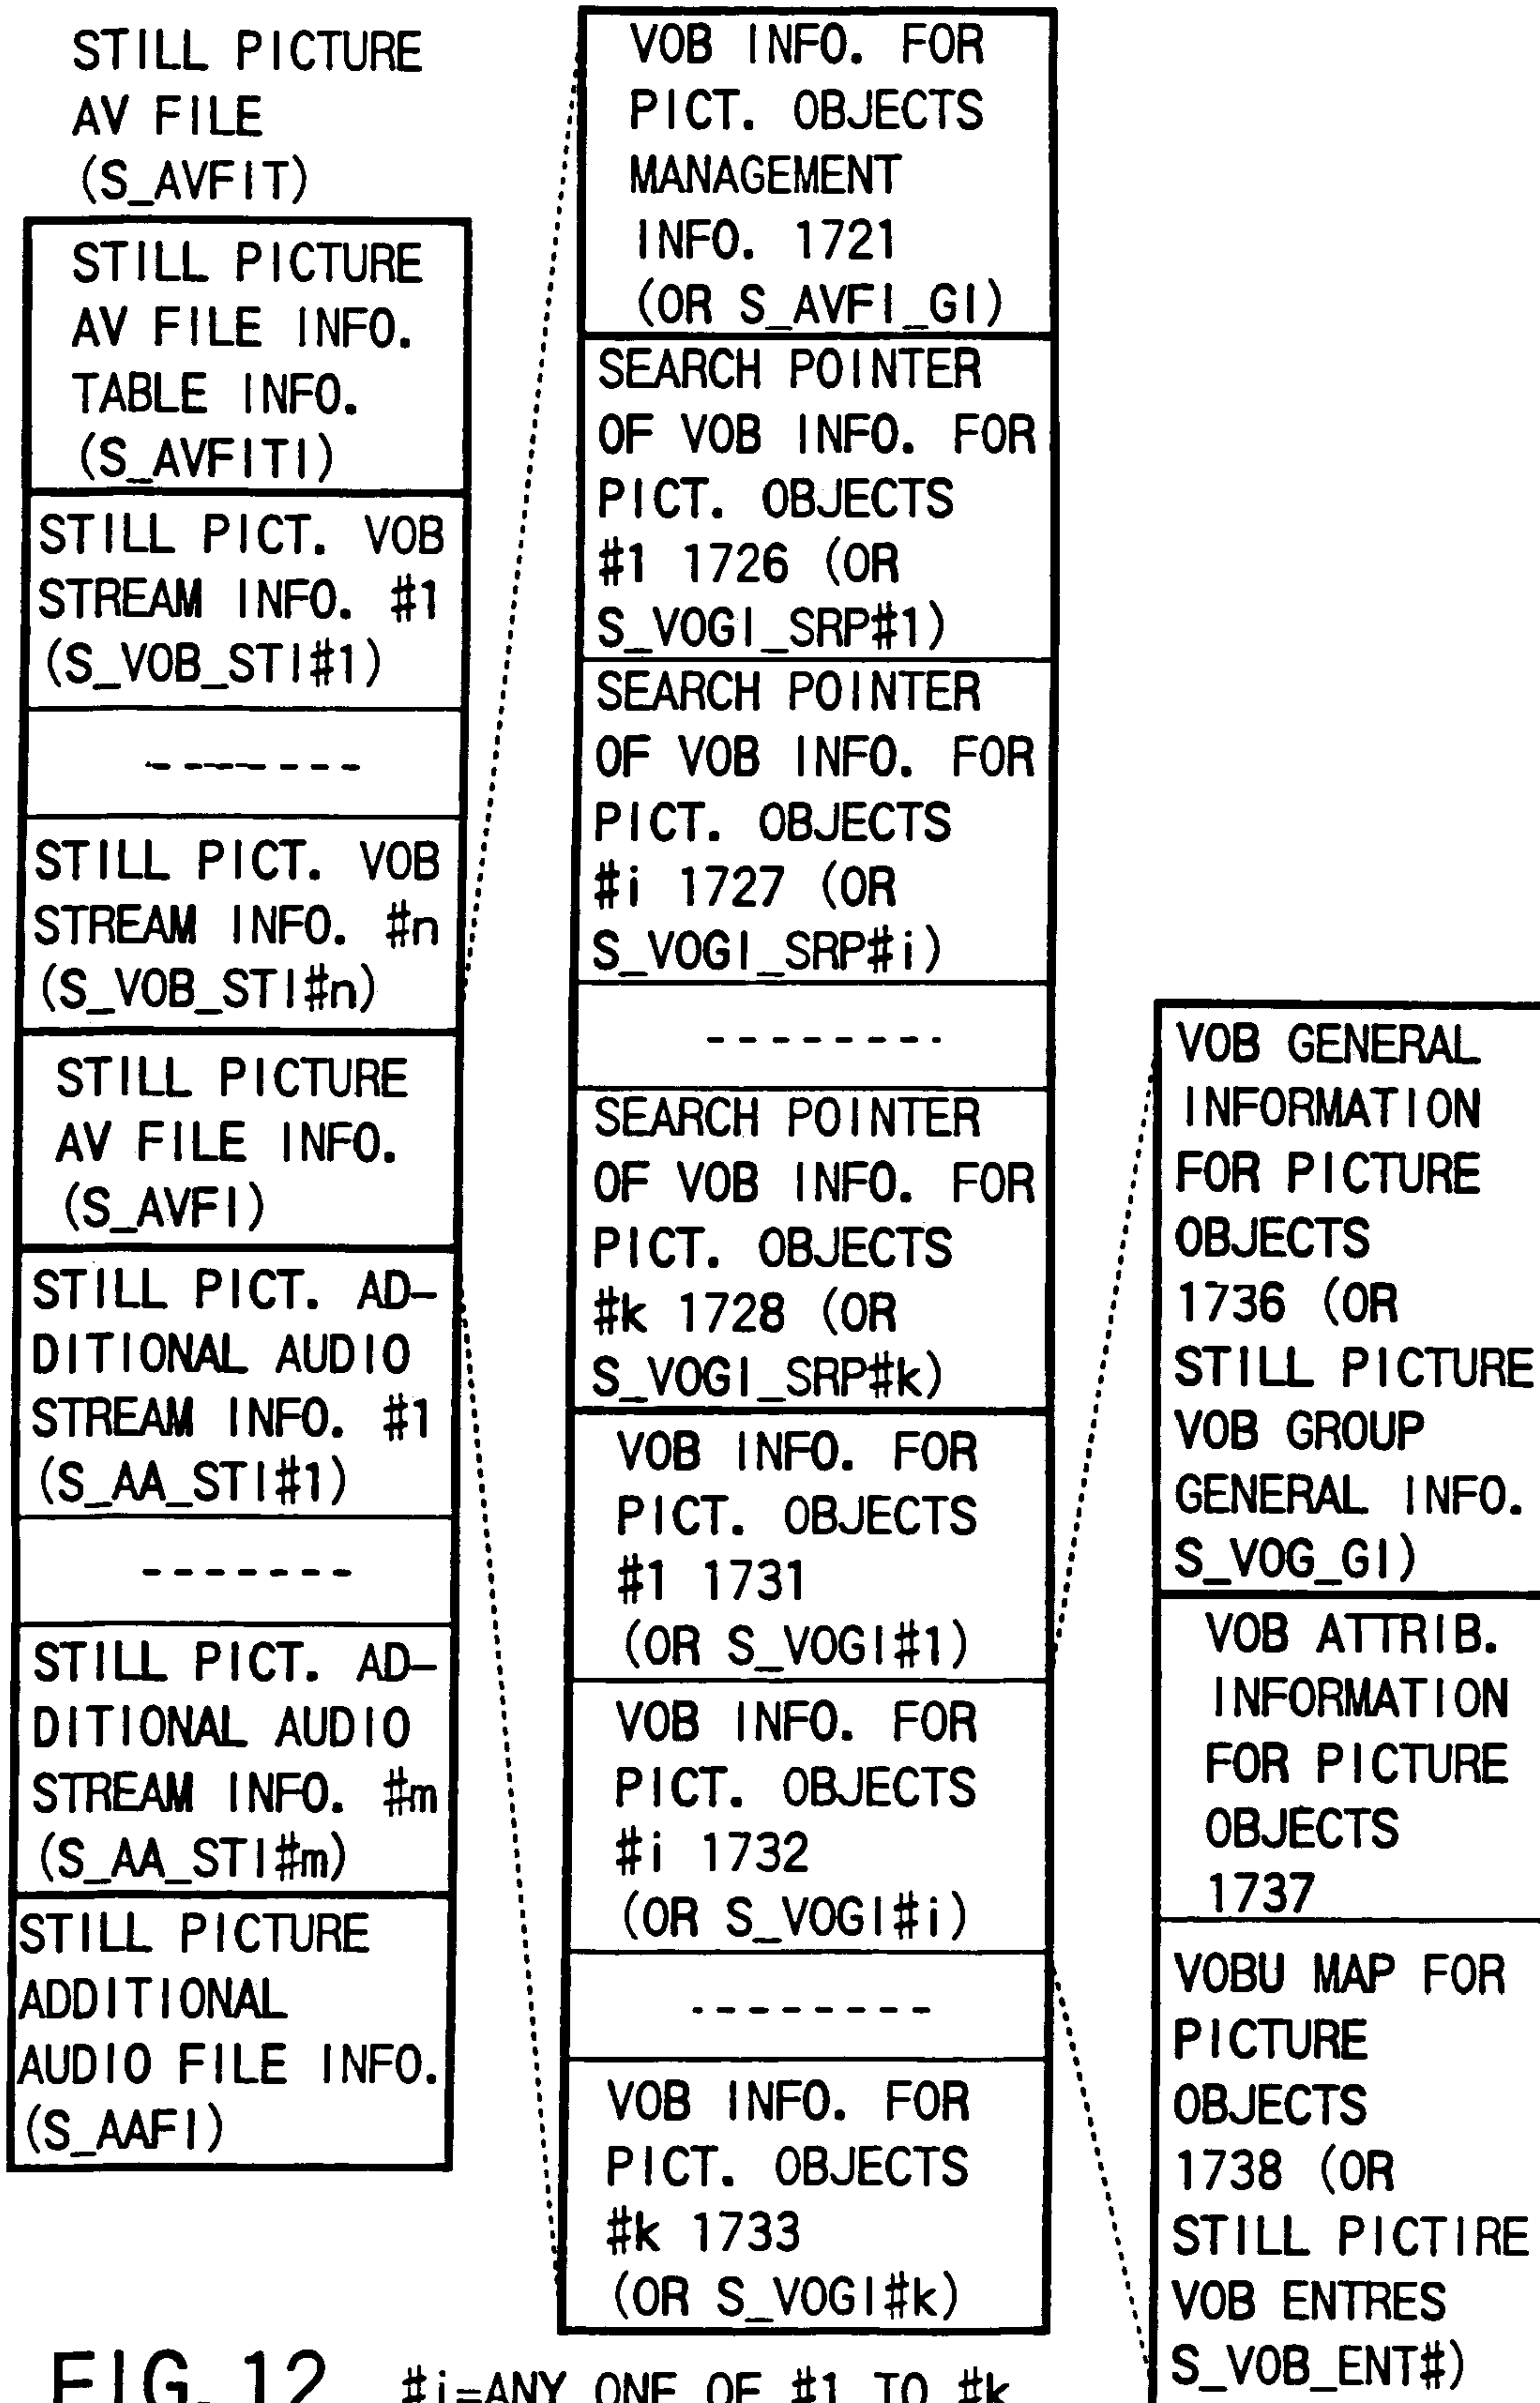 STILL PICTURE
AV FILE
(S_AVFIT)
STILL PICTURE
AV FILE INFO.
TABLE INFO.
(S_AVFITI)
STILL PICT. VOB
STREAM INFO. #1
(S_VOB_STI#1)
-------
STILL PICT. VOB
STREAM INFO. #n
(S_VOB_STI#n)
STILL PICTURE
AV FILE INFO.
(S_AVFI)
STILL PICT. AD-
DITIONAL AUDIO
STREAM INFO. #1
(S_AA_STI#1)
-------
STILL PICT. AD-
DITIONAL AUDIO
STREAM INFO. #m
(S_AA_STI#m)
STILL PICTURE
ADDITIONAL
AUDIO FILE INFO.
(S_AAFI)
VOB INFO. FOR
PICT. OBJECTS
MANAGEMENT
INFO. 1721
(OR S_AVFI_GI)
SEARCH POINTER
OF VOB INFO. FOR
PICT. OBJECTS
#1 1726 (OR
S_VOGI_SRP#1)
SEARCH POINTER
OF VOB INFO. FOR
PICT. OBJECTS
#i 1727 (OR
S_VOGI_SRP#i)
--------
SEARCH POINTER
OF VOB INFO. FOR
PICT. OBJECTS
#k 1728 (OR
S_VOGI_SRP#k)
VOB INFO. FOR
PICT. OBJECTS
#1 1731
(OR S_VOGI#1)
VOB INFO. FOR
PICT. OBJECTS
#i 1732
(OR S_VOGI#i)
--------
VOB INFO. FOR
PICT. OBJECTS
#k 1733
(OR S_VOGI#k)
VOB GENERAL
INFORMATION
FOR PICTURE
OBJECTS
1736 (OR
STILL PICTURE
VOB GROUP
GENERAL INFO.
S_VOG_GI)
VOB ATTRIB.
INFORMATION
FOR PICTURE
OBJECTS
1737
VOBU MAP FOR
PICTURE
OBJECTS
1738 (OR
STILL PICTIRE
VOB ENTRES
S_VOB_ENT#)
FIG. 12 #i=ANY ONE OF #1 TO #k